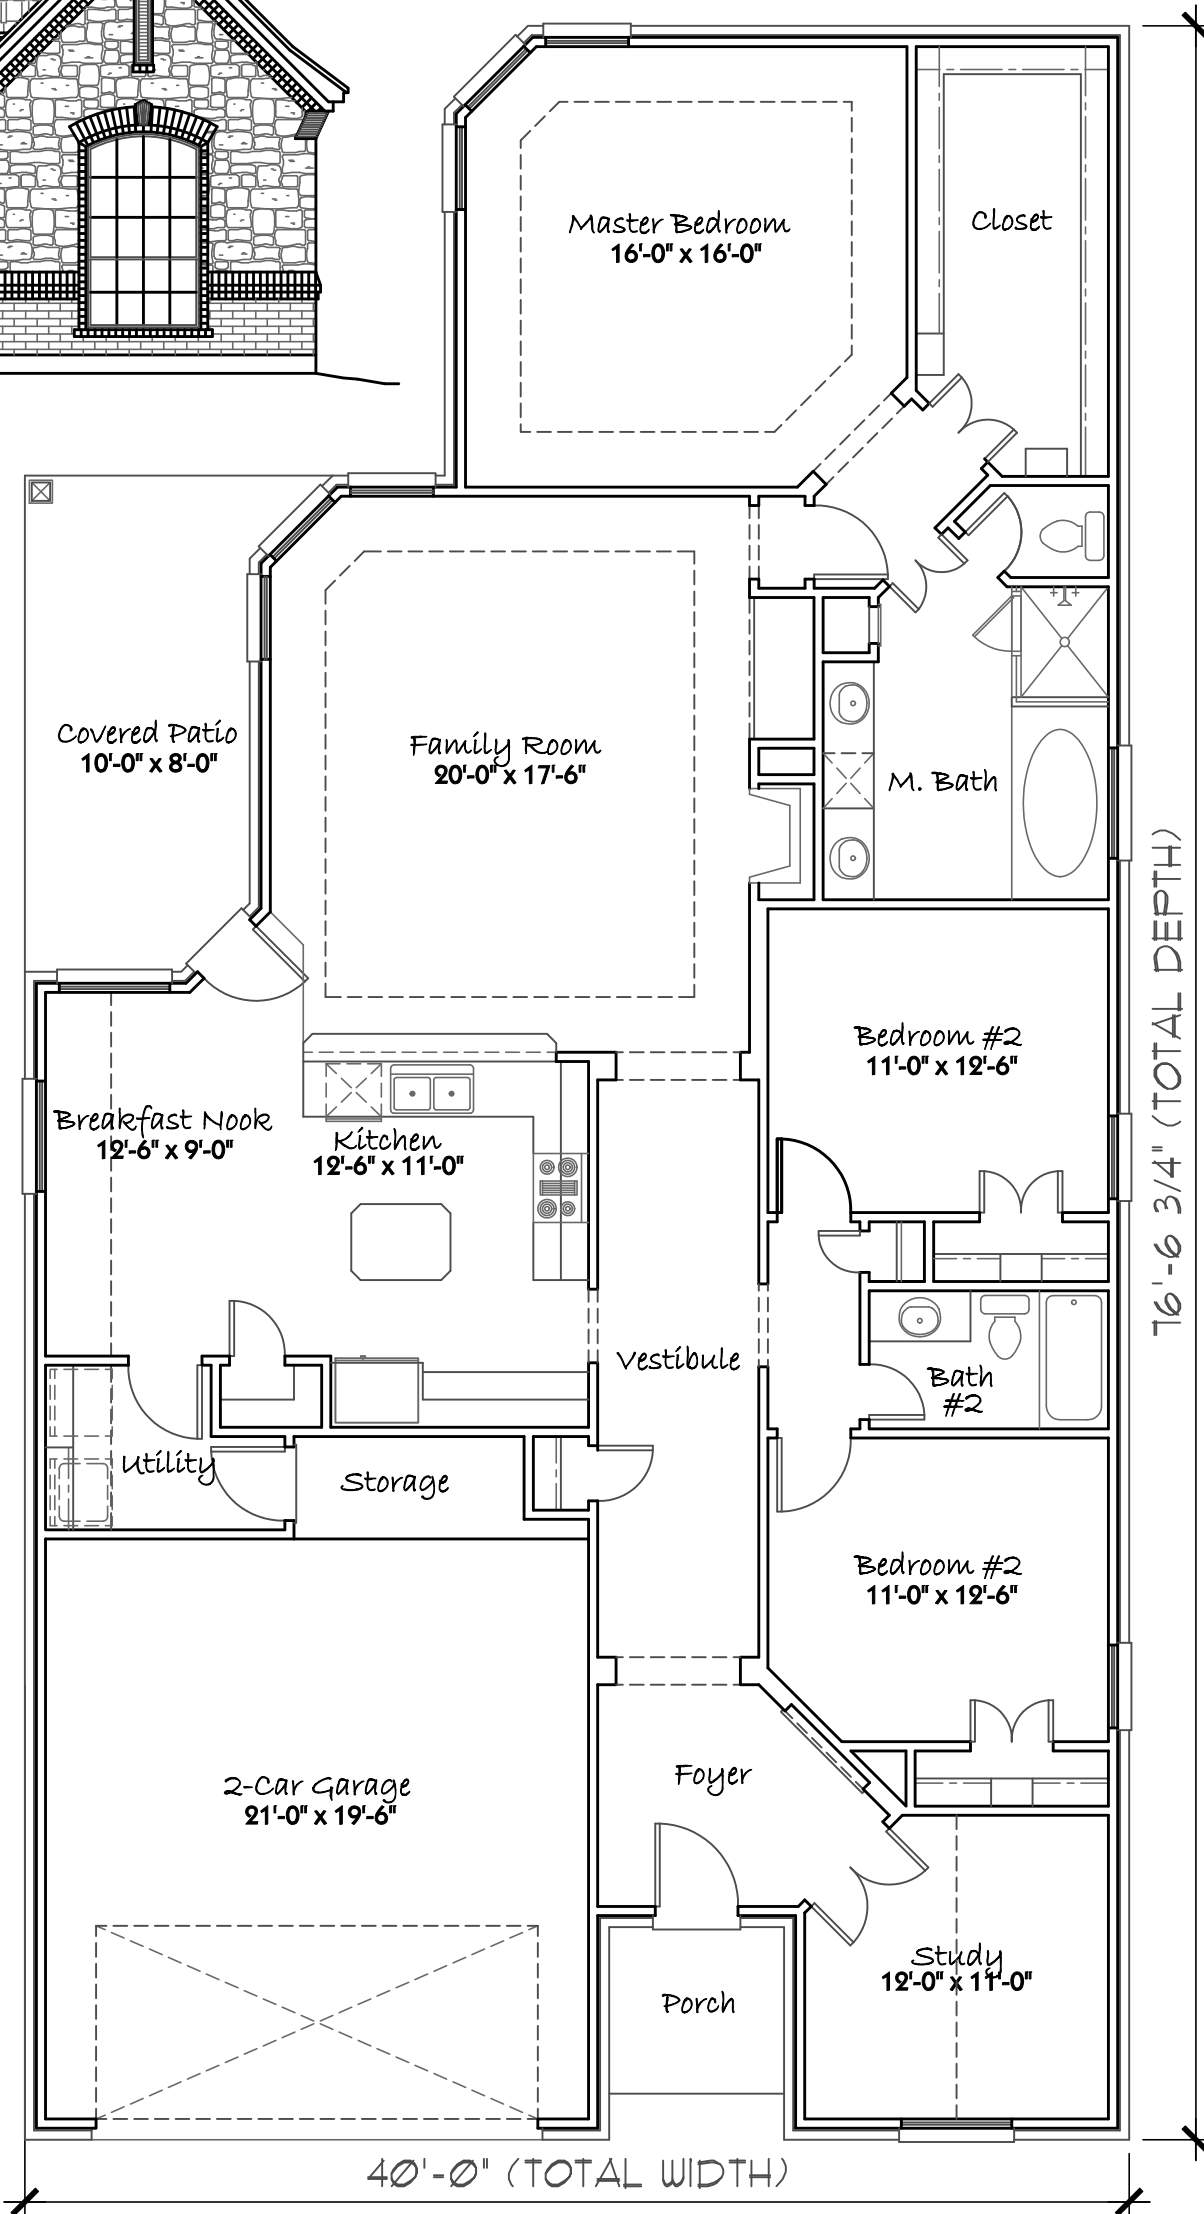 Master Bedroom
16'-0" x 16'-0"
Closet
Covered Patio
10'-0" x 8'-0"
Family Room
20'-0" x 17'-6"
M. Bath
Bedroom #2
11'-0" x 12'-6"
Breakfast Nook
12'-6" x 9'-0"
Kitchen
12'-6" x 11'-0"
76'-6 3/4" (TOTAL DEPTH)
Vestibule
Bath
#2
Utility
Storage
Bedroom #2
11'-0" x 12'-6"
2-Car Garage
21'-0" x 19'-6"
Foyer
Study
12'-0" x 11'-0"
Porch
40'-0" (TOTAL WIDTH)